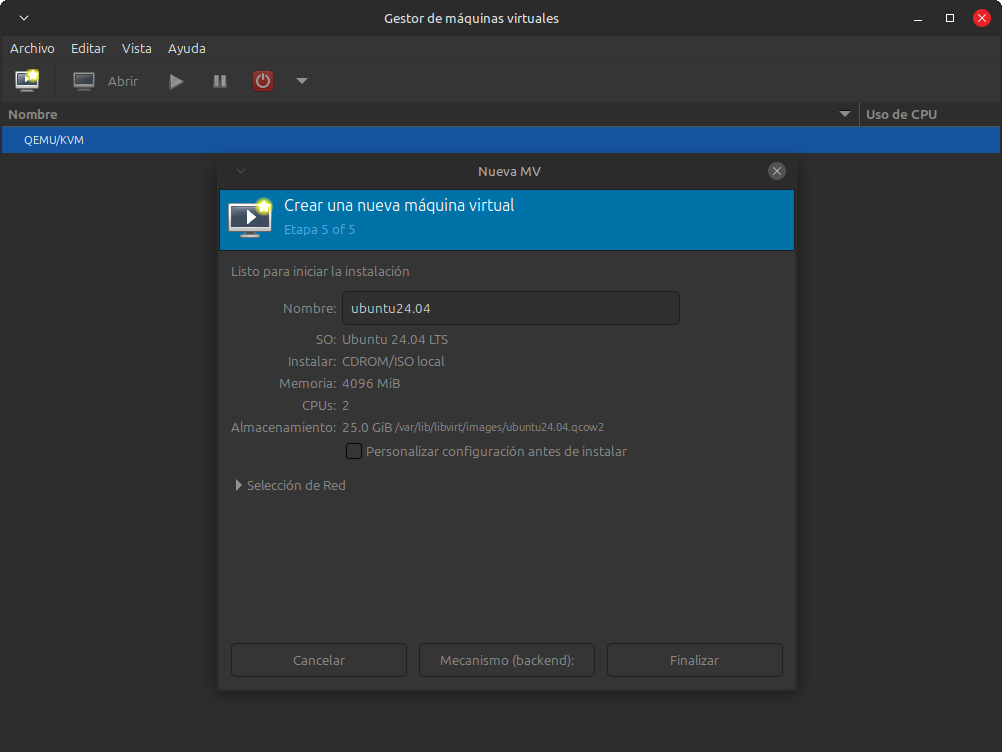 Gestor de máquinas virtuales
Archivo Editar Vista Ayuda
Abrir
Nombre Uso de CPU
QEMU/KVM
Nueva MV
Crear una nueva máquina virtual
Etapa 5 of 5
Listo para iniciar la instalación
Nombre: ubuntu24.04
SO: Ubuntu 24.04 LTS
Instalar: CDROM/ISO local
Memoria: 4096 MiB
CPUs: 2
Almacenamiento: 25.0 GiB /var/lib/libvirt/images/ubuntu24.04.qcow2
Personalizar configuración antes de instalar
Selección de Red
Cancelar Mecanismo (backend): Finalizar